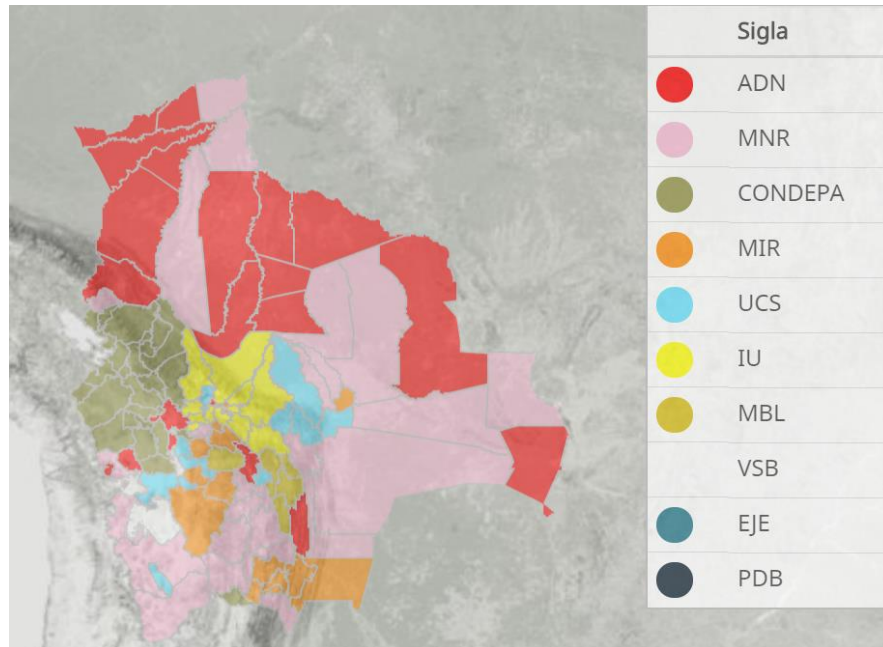 Sigla
ADN
MNR
CONDEPA
MIR
UCS
IU
MBL
VSB
EJE
PDB